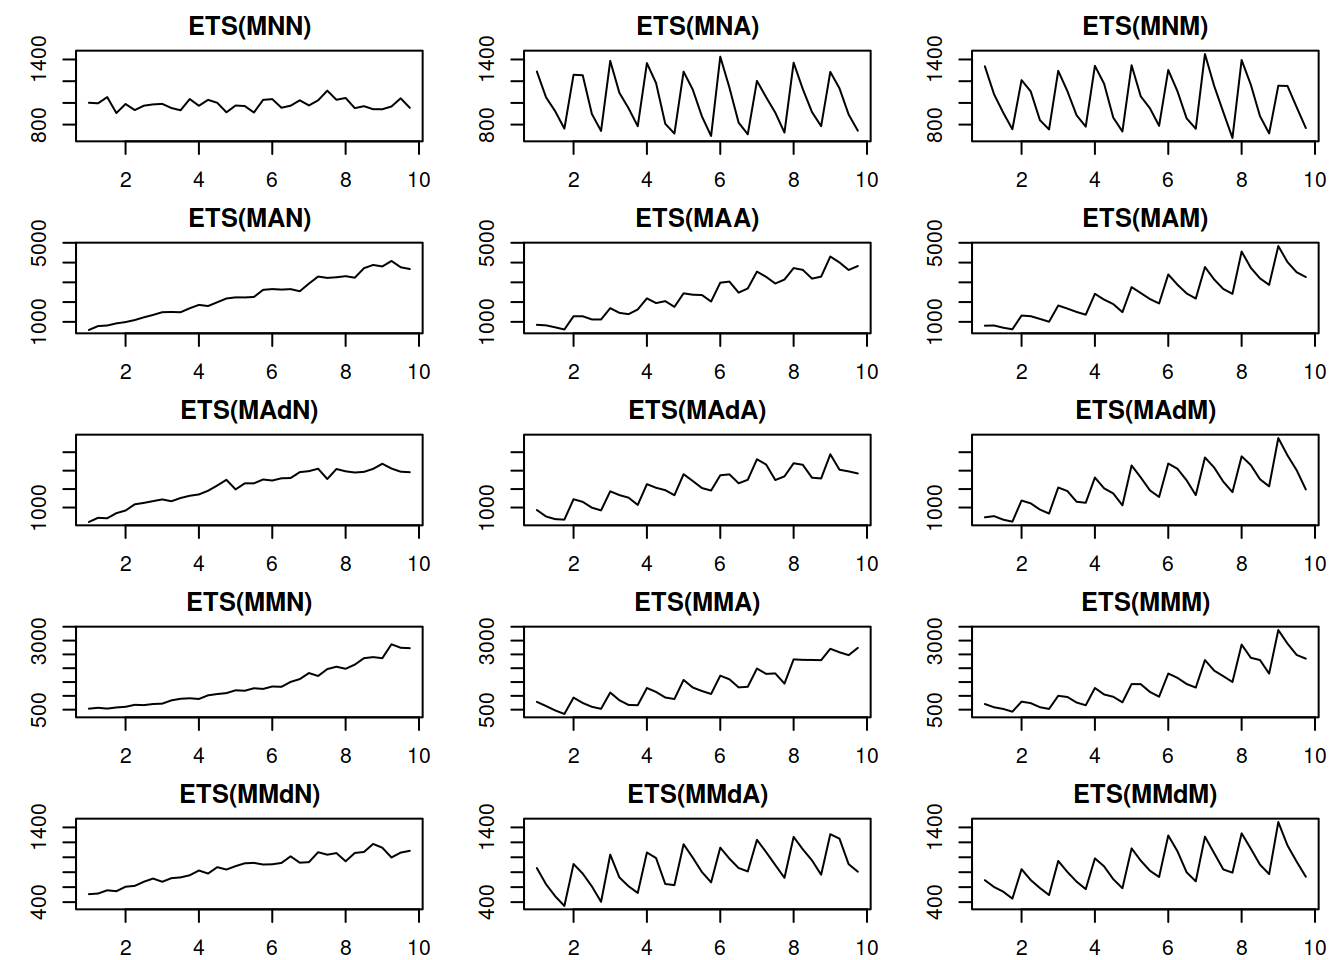 ETS(MNN) ETS(MNA) ETS(MNM)
1400 1400 1400
800 800 800
2 4 6 8 10 2 4 6 8 10 2 4 6 8 10
ETS(MAN) ETS(MAA) ETS(MAM)
5000 5000 5000
1000 1000 1000
2 4 6 8 10 2 4 6 8 10 2 4 6 8 10
ETS(MAdN) ETS(MAdA) ETS(MAdM)
1000 1000 1000
2 4 6 8 10 2 4 6 8 10 2 4 6 8 10
ETS(MMN) ETS(MMA) ETS(MMM)
3000 3000 3000
500 500 500
2 4 6 8 10 2 4 6 8 10 2 4 6 8 10
ETS(MMdN) ETS(MMdA) ETS(MMdM)
1400 1400 1400
400 400 400
2 4 6 8 10 2 4 6 8 10 2 4 6 8 10